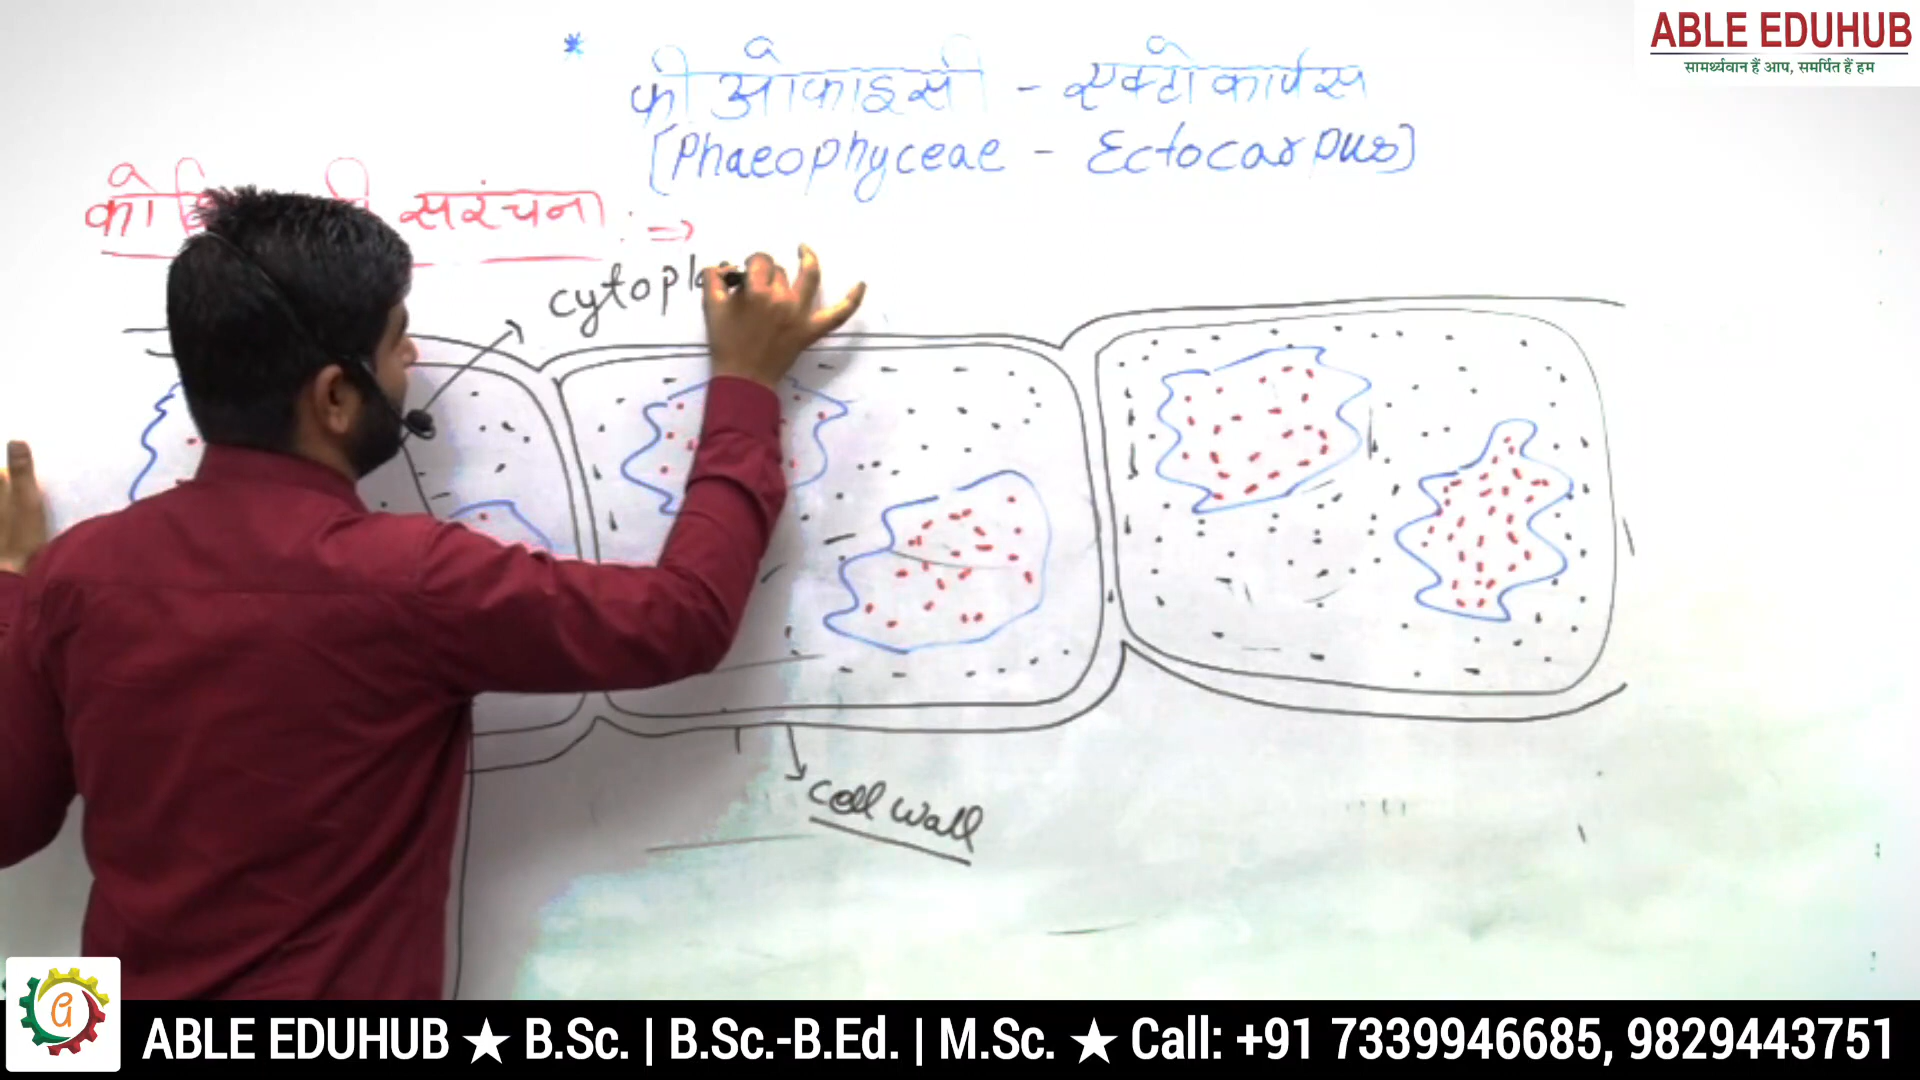 ABLE EDUHUB
सामर्थ्यवान हैं आप, समर्पित हैं हम
* फीओफाइसी - एक्टोकार्पस
[Phaeophyceae - Ectocarpus]
सरंचना : ⇒
cytopl
cell wall
ABLE EDUHUB ★ B.Sc. | B.Sc.-B.Ed. | M.Sc. ★ Call: +91 7339946685, 9829443751